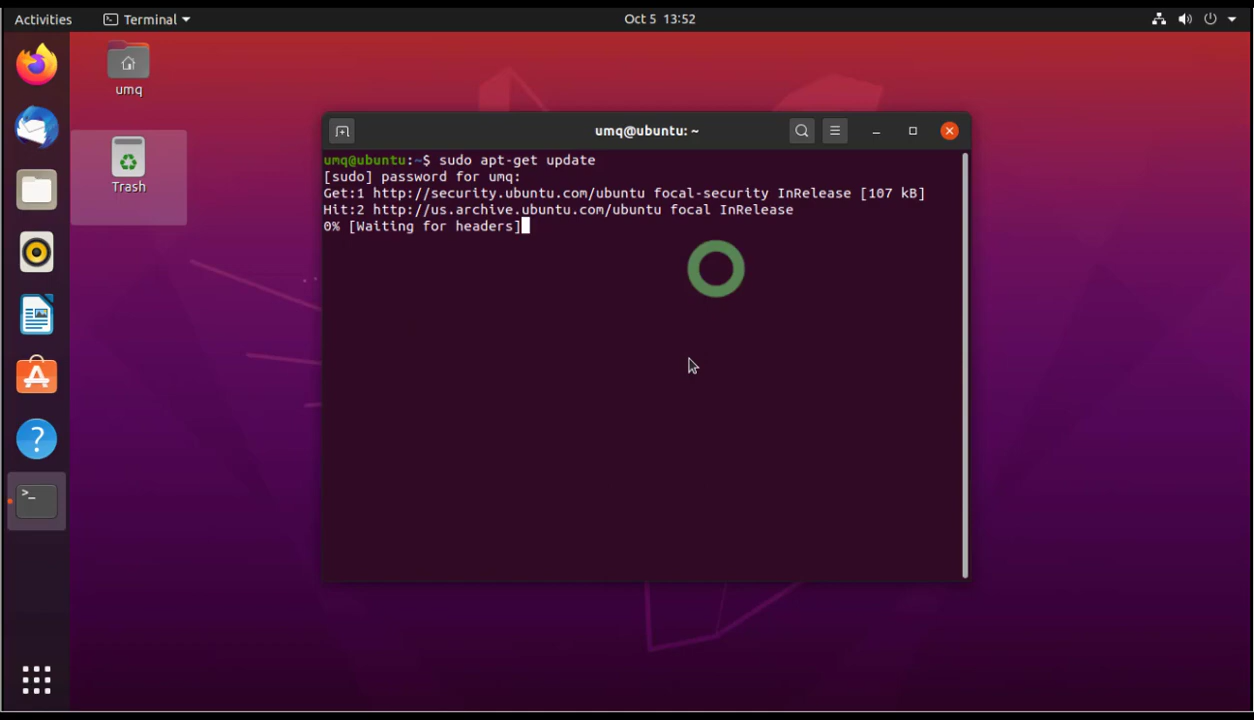 Activities
Terminal
Oct 5 13:52
umq
Trash
umq@ubuntu: ~
umq@ubuntu:~$ sudo apt-get update
[sudo] password for umq:
Get:1 http://security.ubuntu.com/ubuntu focal-security InRelease [107 kB]
Hit:2 http://us.archive.ubuntu.com/ubuntu focal InRelease
0% [Waiting for headers]